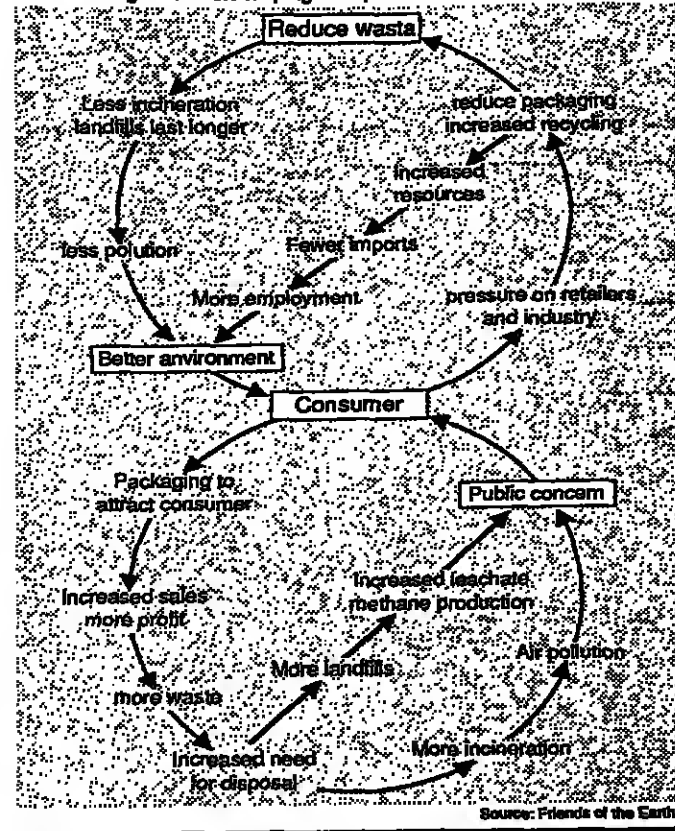 Reduce wasta
Less incineration
landfills last longer
reduce packaging
increased recycling
increased
resources
less polution
Fewer imports
More employment
pressure on retailers
and industry
Better anvironment
Consumer
Packaging to
attract consumer
Public concern
Increased sales
more profit
Increased leachate
methane production
Air pollution
More landfills
more waste
Increased need
for disposal
More incineration
Source: Friends of the Earth